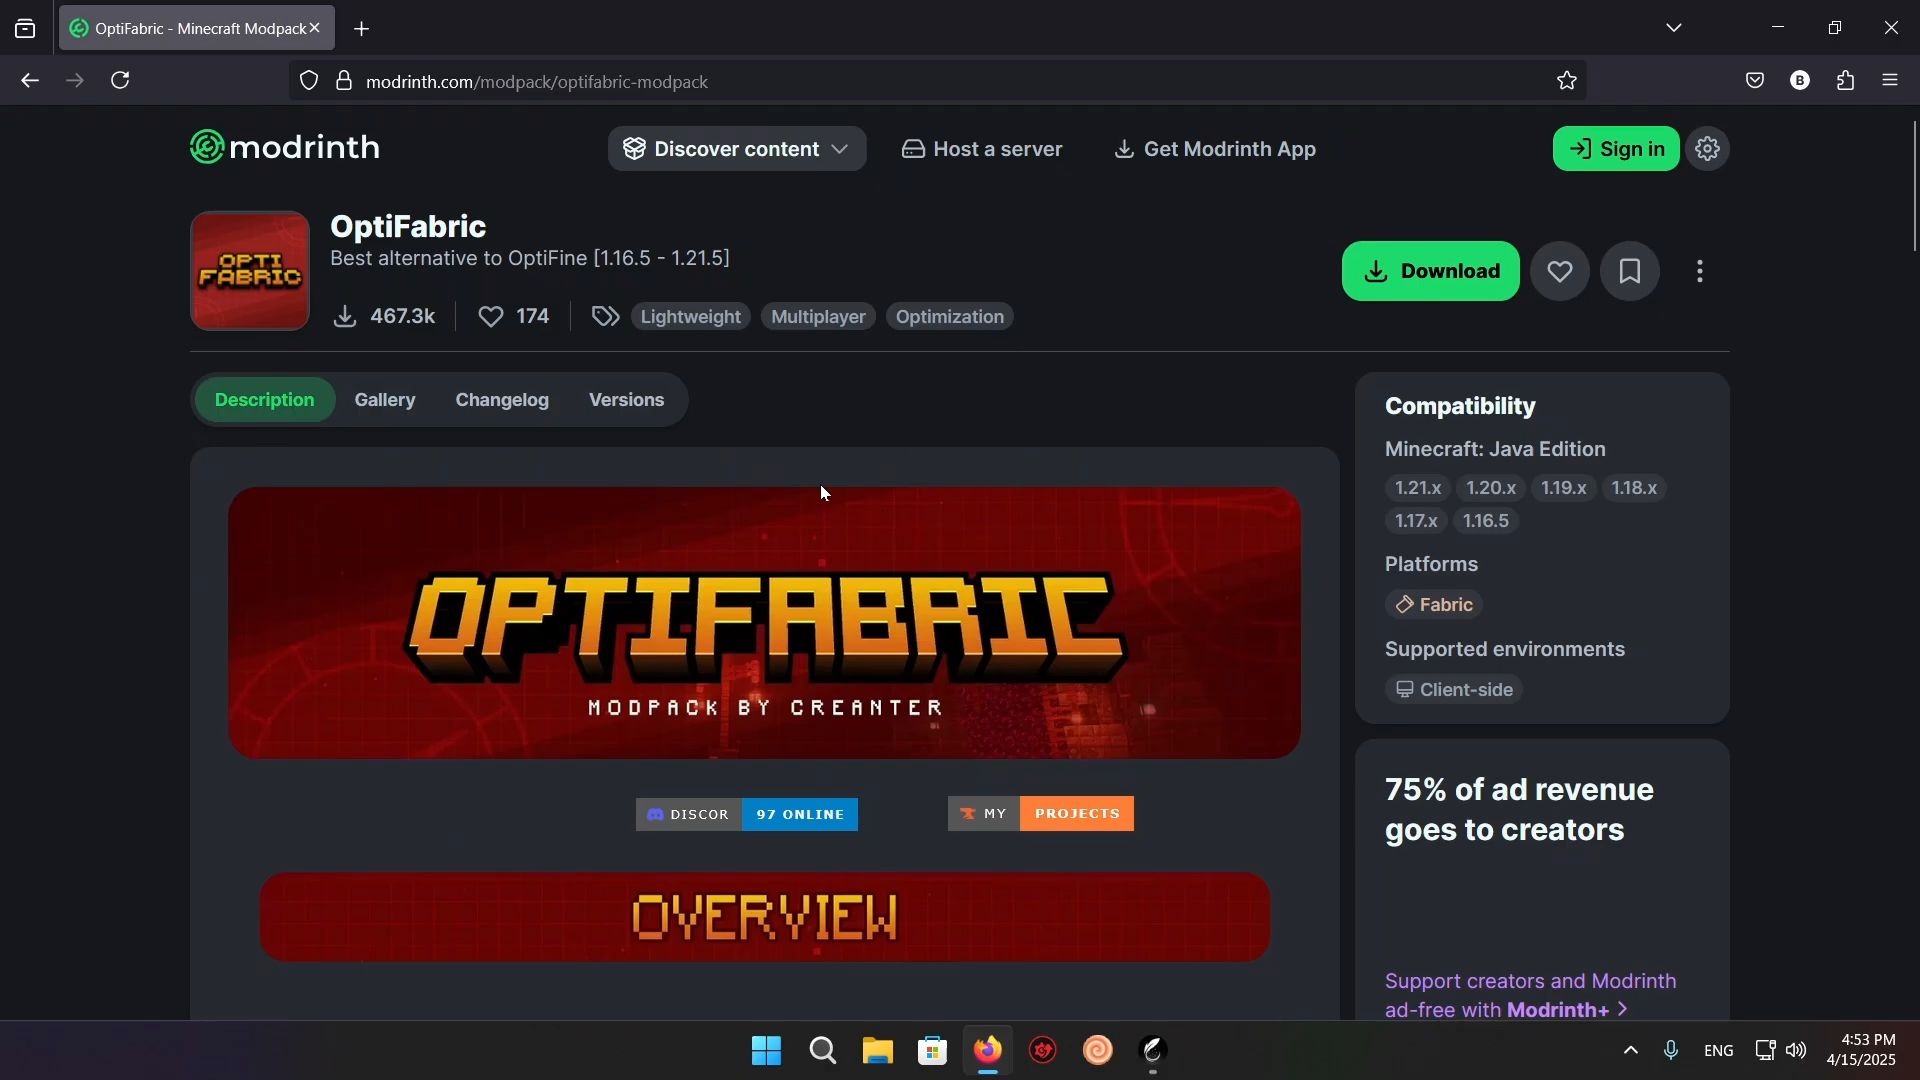 OptiFabric - Minecraft Modpack
modrinth.com/modpack/optifabric-modpack
B
modrinth
Discover content
Host a server
Get Modrinth App
Sign in
OPTI
FABRIC
OptiFabric
Best alternative to OptiFine [1.16.5 - 1.21.5]
467.3k
174
Lightweight
Multiplayer
Optimization
Download
Description
Gallery
Changelog
Versions
OPTIFABRIC
MODPACK BY CREANTER
DISCOR
97 ONLINE
MY
PROJECTS
OVERVIEW
Compatibility
Minecraft: Java Edition
1.21.x 1.20.x 1.19.x 1.18.x
1.17.x 1.16.5
Platforms
Fabric
Supported environments
Client-side
75% of ad revenue
goes to creators
Support creators and Modrinth
ad-free with Modrinth+ >
ENG
4:53 PM
4/15/2025